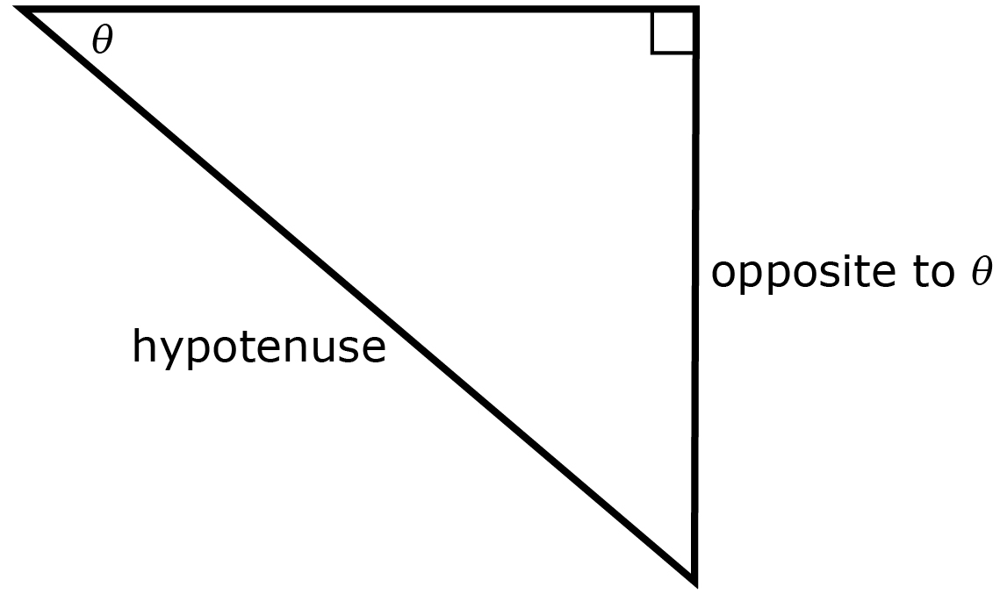 θ
opposite to θ
hypotenuse